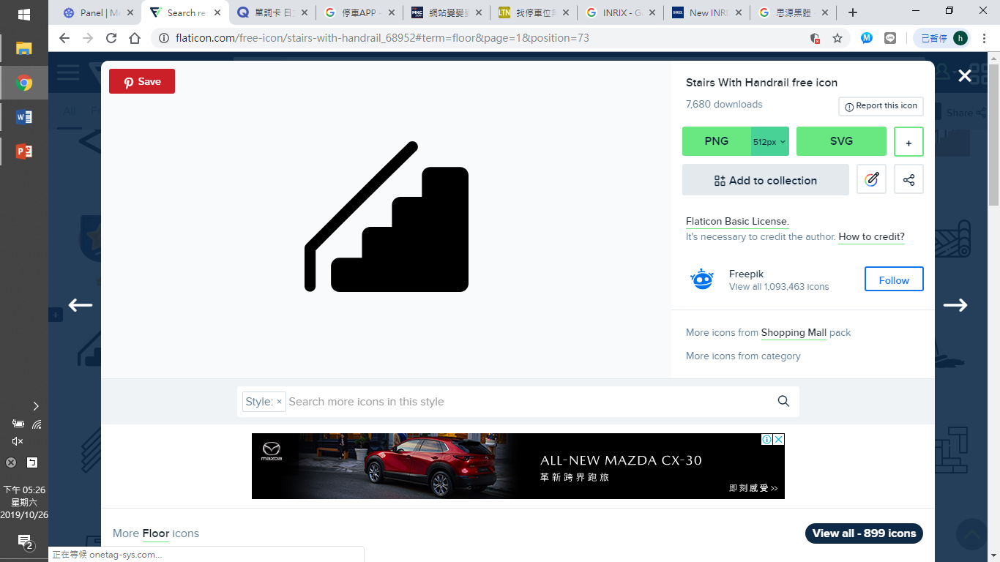 Panel | Me
Search res
單詞卡 日
停車APP -
網站變變變
找停車位
INRIX - G
New INRI
思源黑體 -
flaticon.com/free-icon/stairs-with-handrail_68952#term=floor&page=1&position=73
已暫停
h
Save
Stairs With Handrail free icon
7,680 downloads
Report this icon
PNG
512px
SVG
+
Add to collection
Flaticon Basic License.
It's necessary to credit the author. How to credit?
Freepik
View all 1,093,463 icons
Follow
More icons from Shopping Mall pack
More icons from category
All
Share
Style: ×
Search more icons in this style
mazda
ALL-NEW MAZDA CX-30
革新跨界跑旅
即刻感受 >>
More Floor icons
View all - 899 icons
下午 05:26
星期六
2019/10/26
2
正在等候 onetag-sys.com...